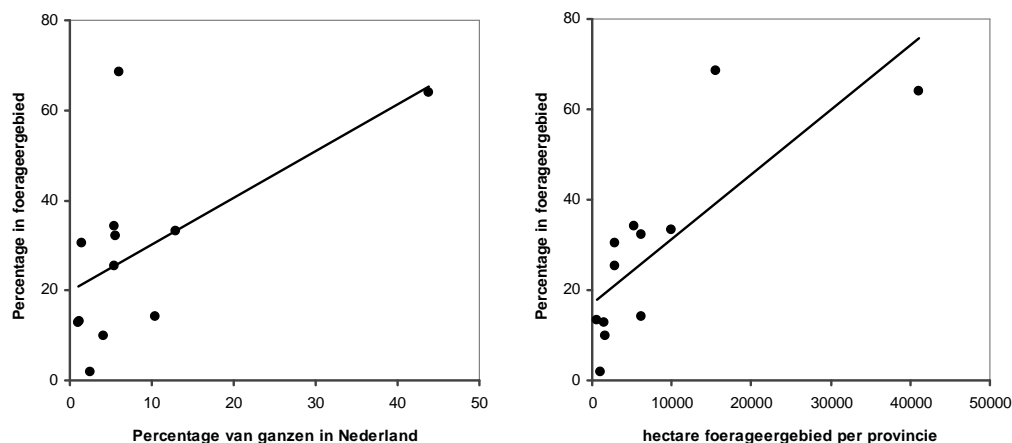 Percentage in foerageergebied
80
60
40
20
0
0 10 20 30 40 50
Percentage van ganzen in Nederland
Percentage in foerageergebied
80
60
40
20
0
0 10000 20000 30000 40000 50000
hectare foerageergebied per provincie